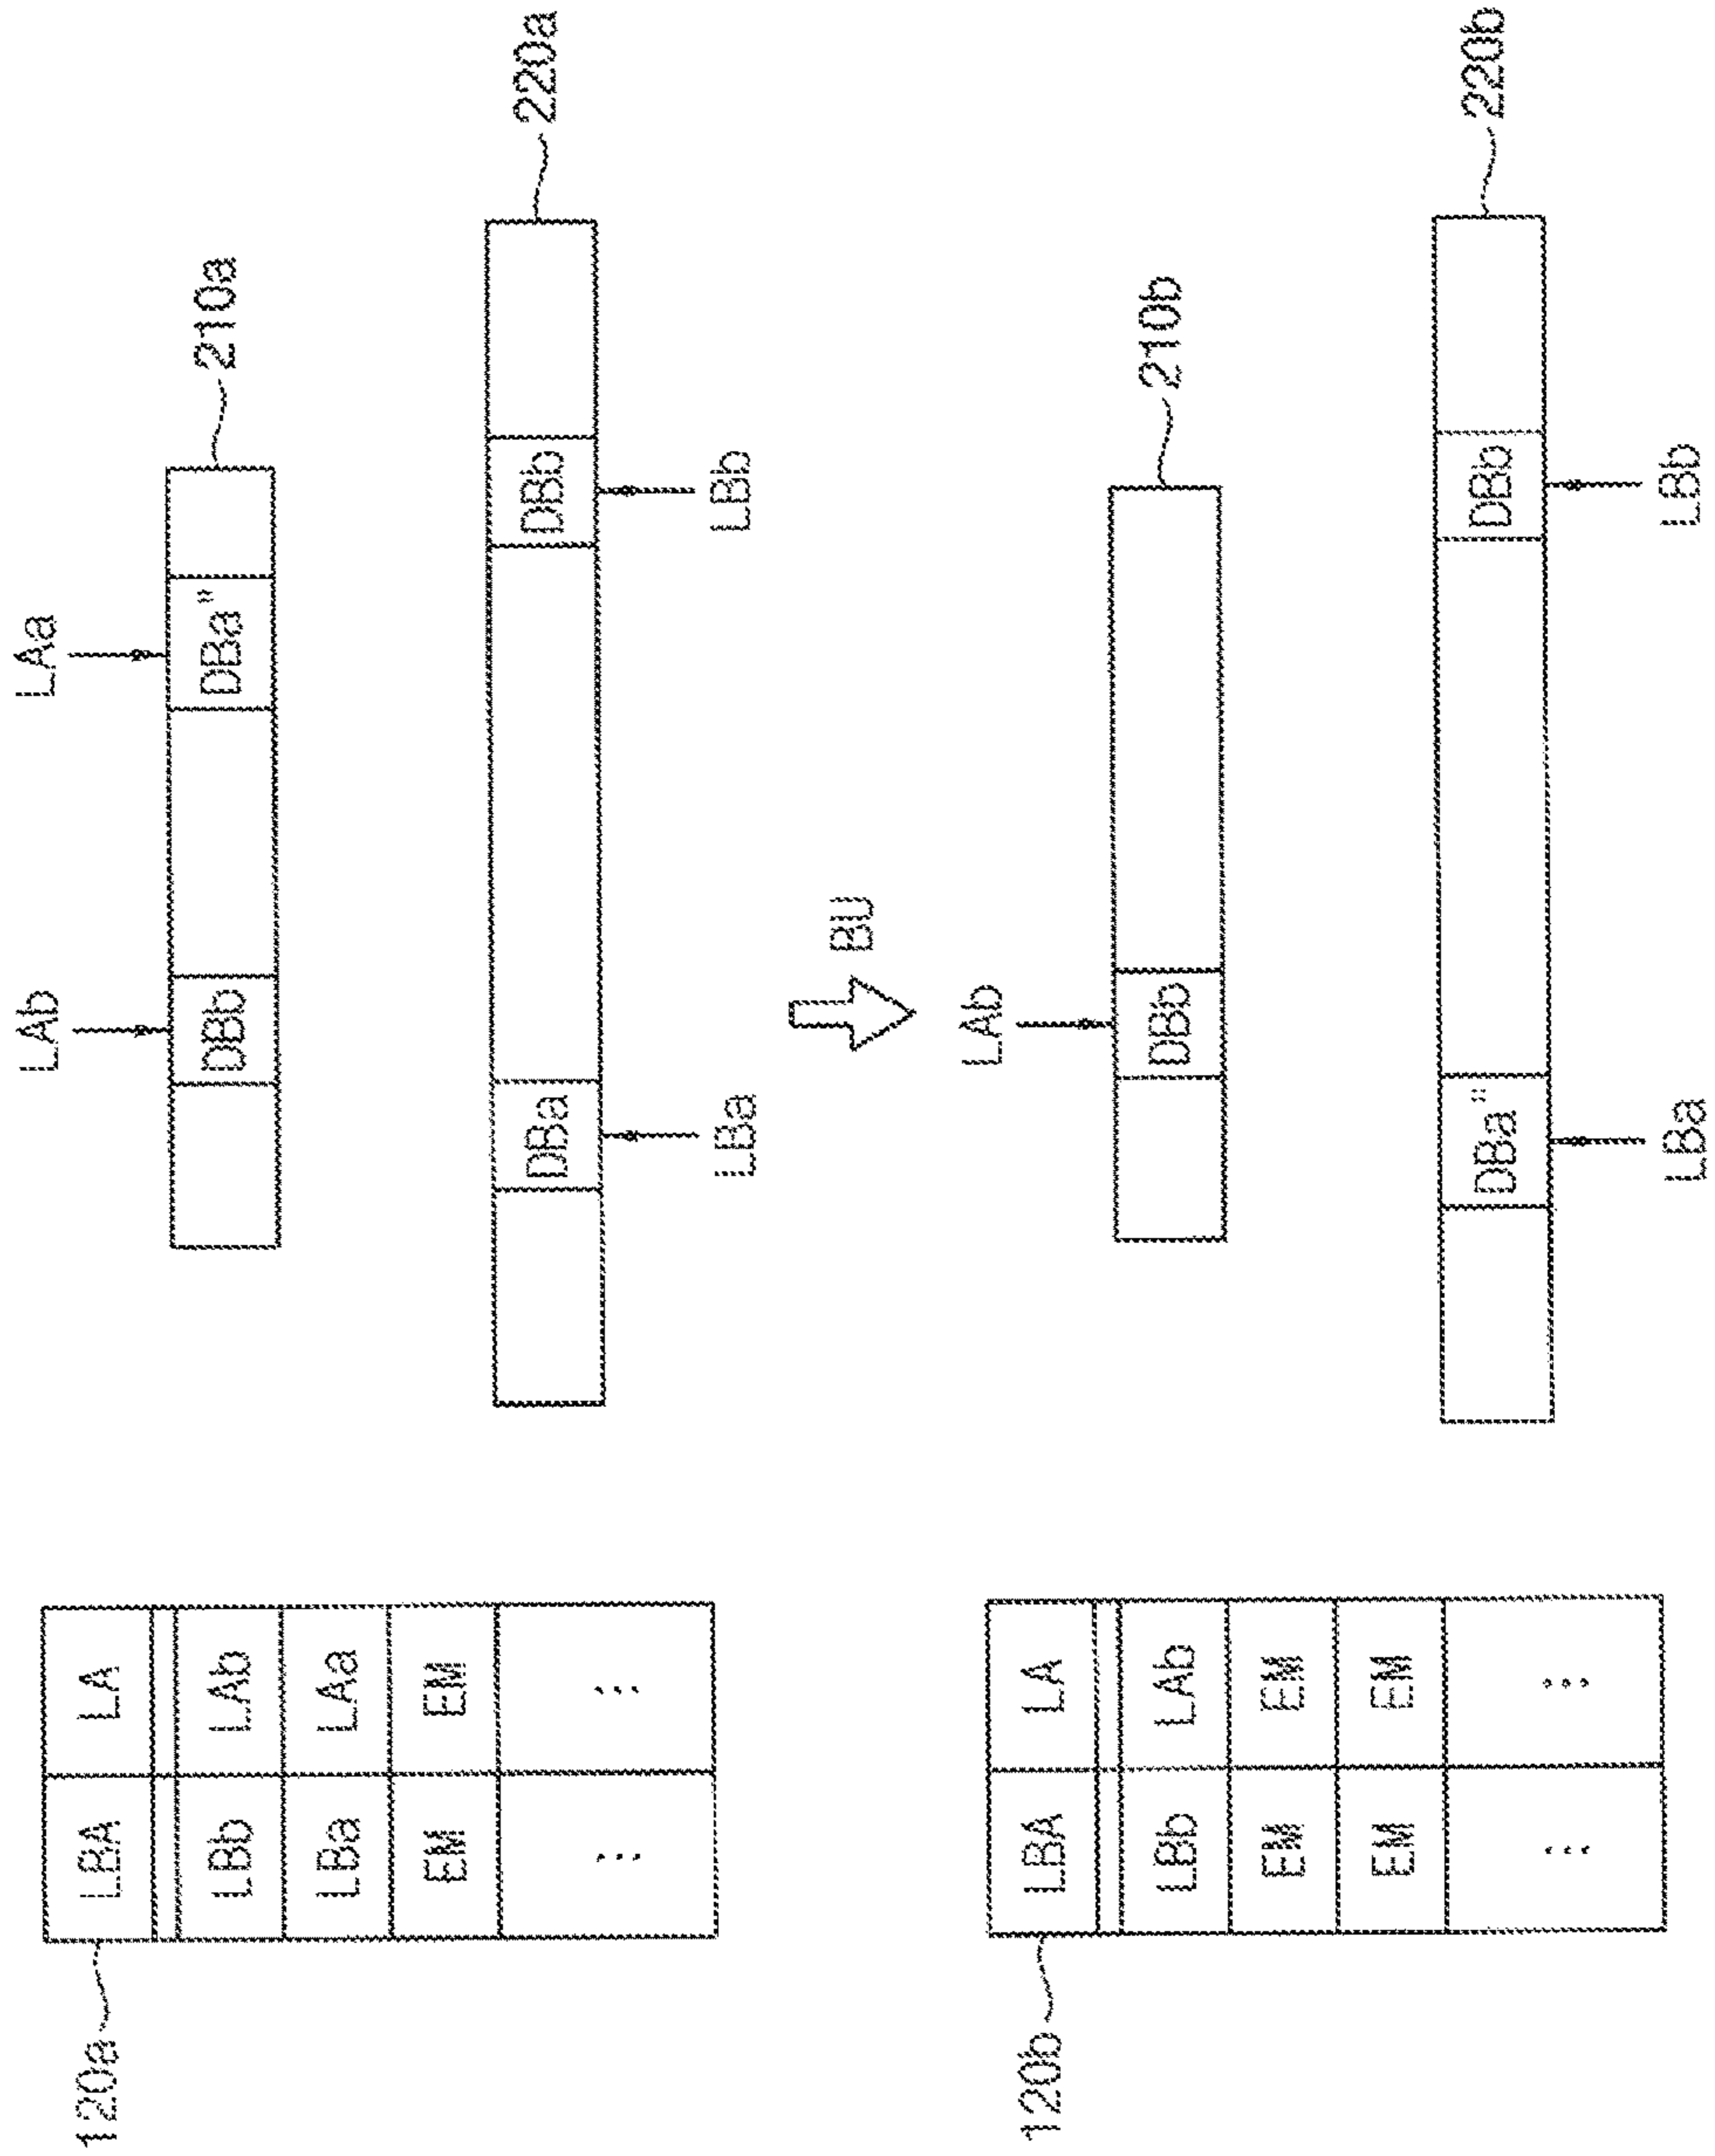 LAb LAa
DBb DBa" 210a
DBa DBb 220a
LBa LBb
120a
LBA LA
LBb LAb
LBa LAa
EM EM
⋮ ⋮
BU
LAb
DBb 210b
DBa" DBb 220b
LBa LBb
120b
LBA LA
LBb LAb
EM EM
EM EM
⋮ ⋮